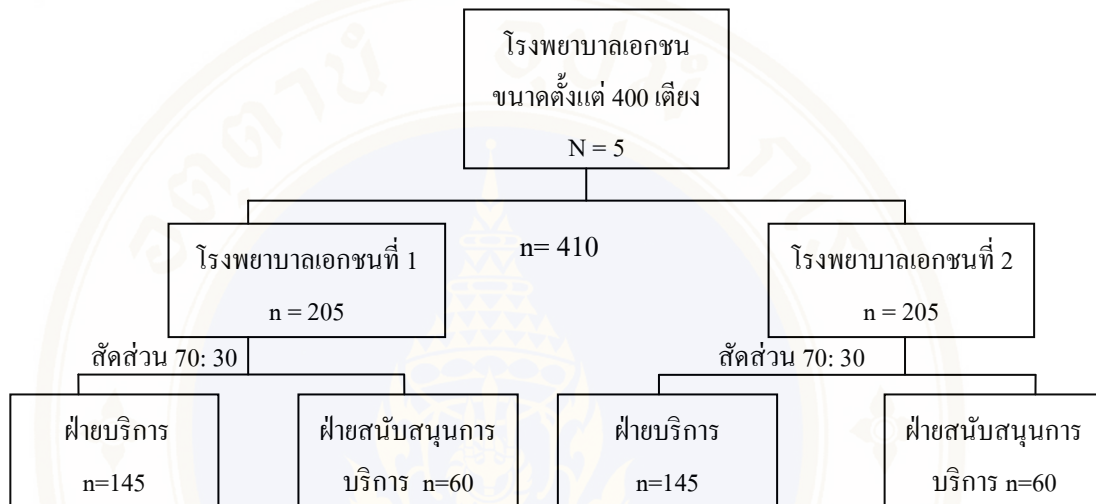 โรงพยาบาลเอกชน
ขนาดตั้งแต่ 400 เตียง
N = 5
n= 410
โรงพยาบาลเอกชนที่ 1
n = 205
โรงพยาบาลเอกชนที่ 2
n = 205
สัดส่วน 70: 30
สัดส่วน 70: 30
ฝ่ายบริการ
n=145
ฝ่ายสนับสนุนการ
บริการ n=60
ฝ่ายบริการ
n=145
ฝ่ายสนับสนุนการ
บริการ n=60